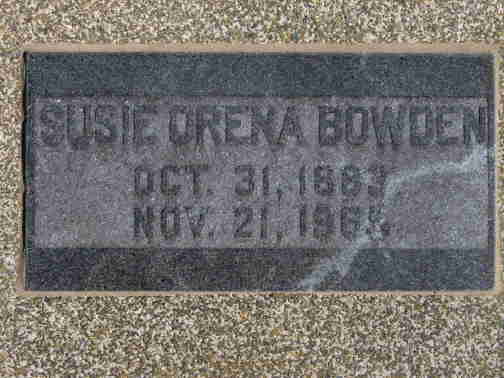 SUSIE ORENA BOWDEN
OCT. 31, 1883
NOV. 21, 1965